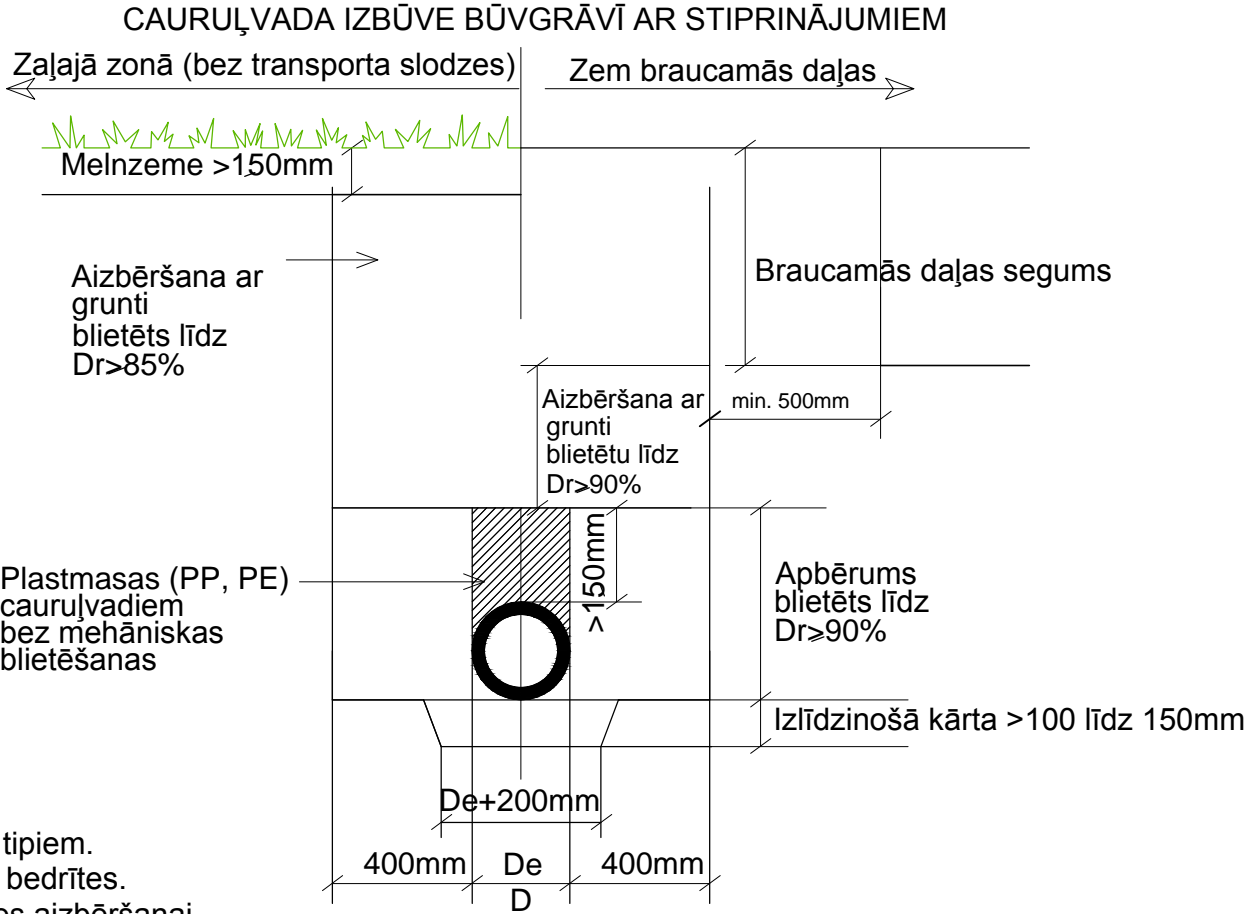 CAURUĻVADA IZBŪVE BŪVGRĀVĪ AR STIPRINĀJUMIEM
Zaļajā zonā (bez transporta slodzes)
Zem braucamās daļas
Melnzeme >150mm
Aizbēršana ar
grunti
blietēts līdz
Dr>85%
Braucamās daļas segums
Aizbēršana ar
grunti
blietētu līdz
Dr≥90%
min. 500mm
>150mm
Plastmasas (PP, PE)
cauruļvadiem
bez mehāniskas
blietēšanas
Apbērums
blietēts līdz
Dr≥90%
Izlīdzinošā kārta >100 līdz 150mm
De+200mm
400mm
De
400mm
D
tipiem.
bedrītes.
aizbēršanai